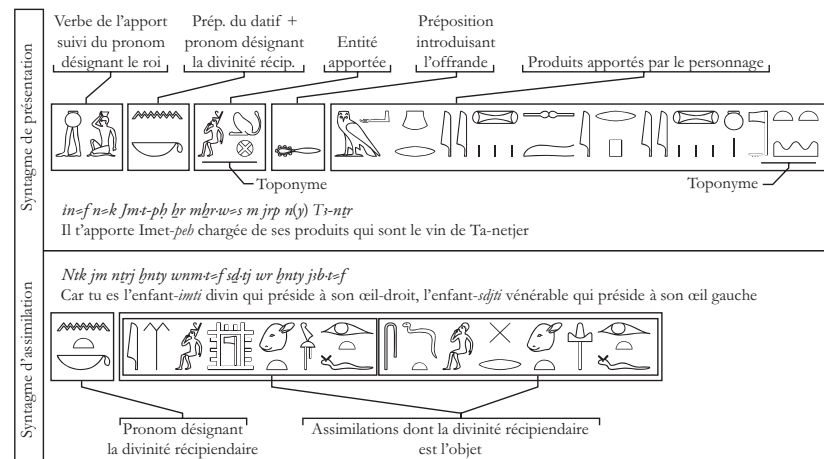 Syntagme de présentation
Verbe de l’apport
suivi du pronom
désignant le roi
Prép. du datif +
pronom désignant
la divinité récip.
Entité
apportée
Préposition
introduisant
l’offrande
Produits apportés par le personnage
Toponyme
Toponyme
in⸗f n⸗k Jm·t-pḥ ẖr mẖr·w⸗s m jrp n(y) Tꜣ-nṯr
Il t’apporte Imet-peh chargée de ses produits qui sont le vin de Ta-netjer
Syntagme d’assimilation
Ntk jm nṯrj ḫnty wnm·t⸗f sḏ·tj wr ḫnty jꜣb·t⸗f
Car tu es l’enfant-imti divin qui préside à son œil-droit, l’enfant-sdjti vénérable qui préside à son œil gauche
Pronom désignant
la divinité récipiendaire
Assimilations dont la divinité récipiendaire
est l’objet